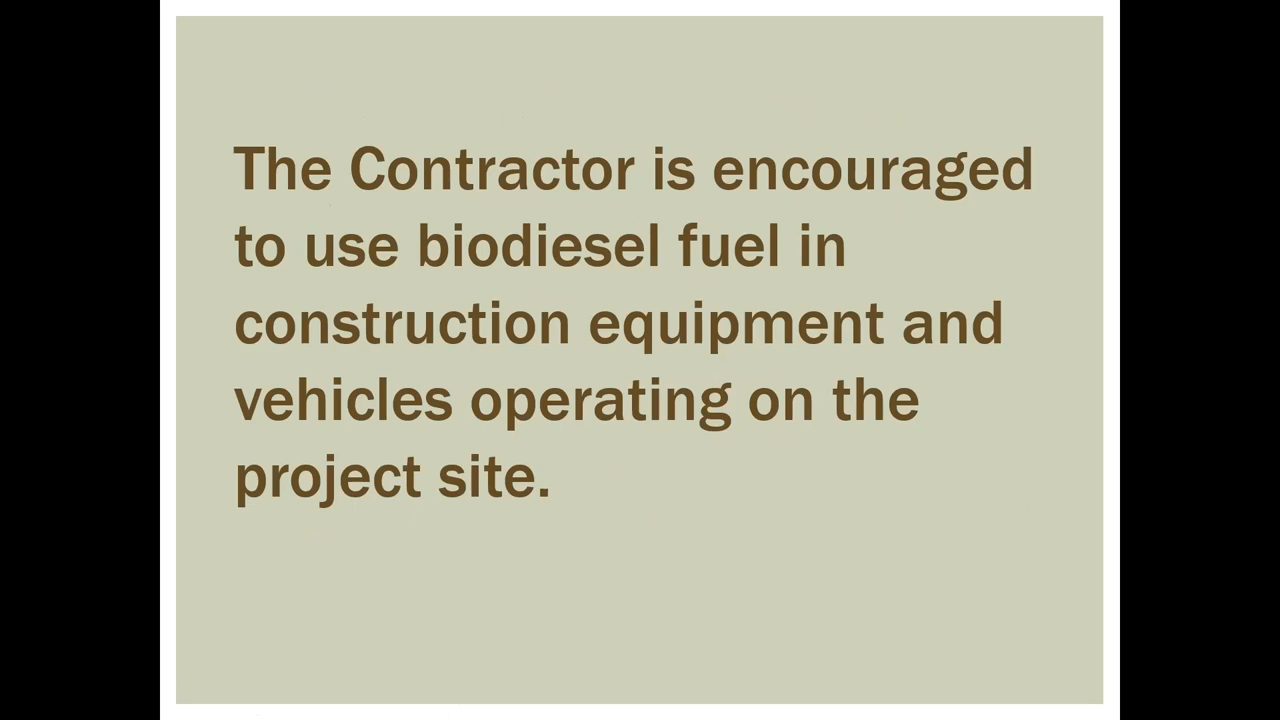 The Contractor is encouraged
to use biodiesel fuel in
construction equipment and
vehicles operating on the
project site.